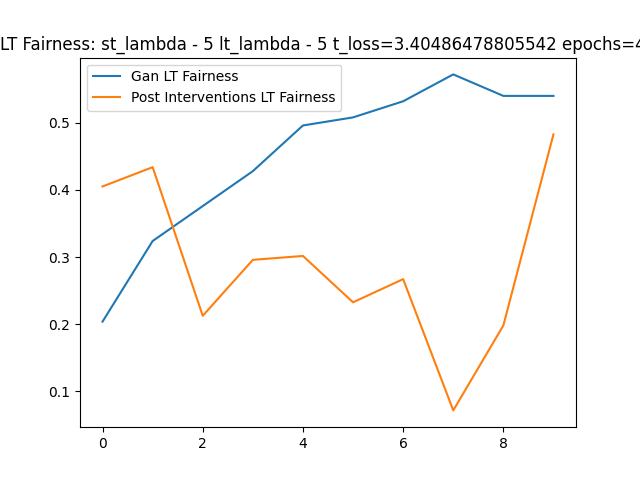 LT Fairness: st_lambda - 5 lt_lambda - 5 t_loss=3.40486478805542 epochs=4
Gan LT Fairness
Post Interventions LT Fairness
0.5
0.4
0.3
0.2
0.1
0 2 4 6 8